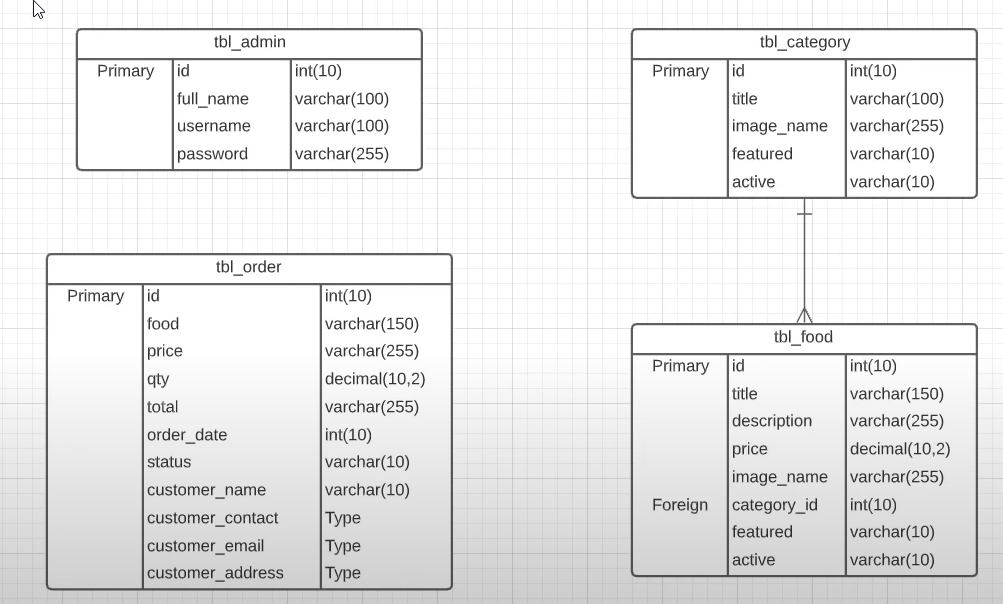 tbl_admin
Primary id int(10)
full_name varchar(100)
username varchar(100)
password varchar(255)
tbl_category
Primary id int(10)
title varchar(100)
image_name varchar(255)
featured varchar(10)
active varchar(10)
tbl_order
Primary id int(10)
food varchar(150)
price varchar(255)
qty decimal(10,2)
total varchar(255)
order_date int(10)
status varchar(10)
customer_name varchar(10)
customer_contact Type
customer_email Type
customer_address Type
tbl_food
Primary id int(10)
title varchar(150)
description varchar(255)
price decimal(10,2)
image_name varchar(255)
Foreign category_id int(10)
featured varchar(10)
active varchar(10)